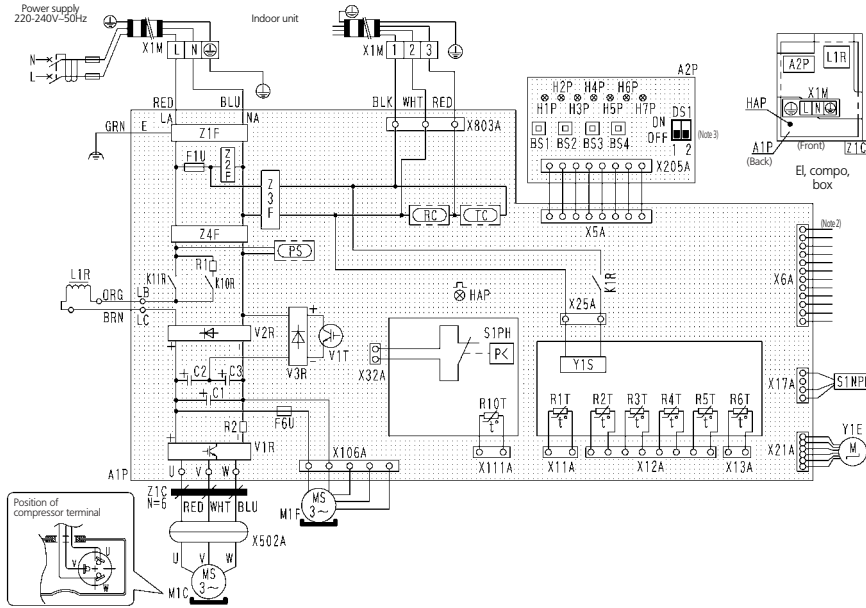 Power supply
220-240V~50Hz
Indoor unit
X1M L N
X1M 1 2 3
N
L
RED
BLU
LA
NA
GRN E
Z1F
F1U
Z2F
Z3F
Z4F
BLK WHT RED
X803A
RC
TC
PS
R1
K11R
K10R
L1R
ORG LB
BRN LC
V2R
V3R
V1T
+
+
-
+ C2
+ C3
+ C1
R2
F6U
+
-
V1R
U V W
A1P
Z1C
N=6
RED WHT BLU
X502A
U V W
MS
3~
M1C
Position of
compressor terminal
U
V
W
X106A
MS
3~
M1F
HAP
X32A
S1PH
P<
R10T
t°
X111A
A2P
H2P H4P H6P
H1P H3P H5P H7P
DS1
ON
OFF
1 2
(Note 3)
BS1 BS2 BS3 BS4
X205A
X5A
K1R
X25A
Y1S
R1T R2T R3T R4T R5T R6T
t° t° t° t° t° t°
X11A X12A X13A
(Note 2)
X6A
X17A
S1NPH
X21A
Y1E
M
A2P
L1R
X1M
L N
HAP
A1P
(Back)
(Front)
Z1C
El, compo,
box